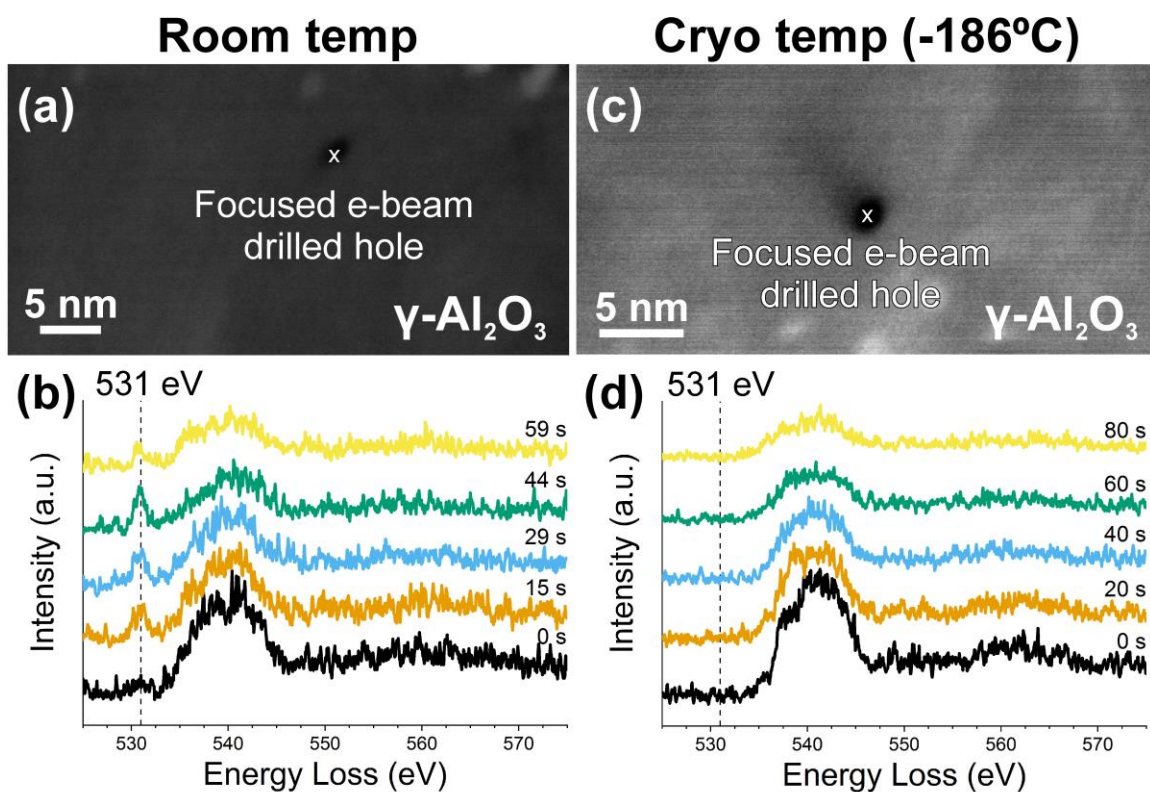 Room temp
Cryo temp (-186ºC)
(a)
x
Focused e-beam
drilled hole
5 nm
γ-Al₂O₃
(c)
x
Focused e-beam
drilled hole
5 nm
γ-Al₂O₃
(b)
531 eV
59 s
44 s
29 s
15 s
0 s
Intensity (a.u.)
530 540 550 560 570
Energy Loss (eV)
(d)
531 eV
80 s
60 s
40 s
20 s
0 s
Intensity (a.u.)
530 540 550 560 570
Energy Loss (eV)